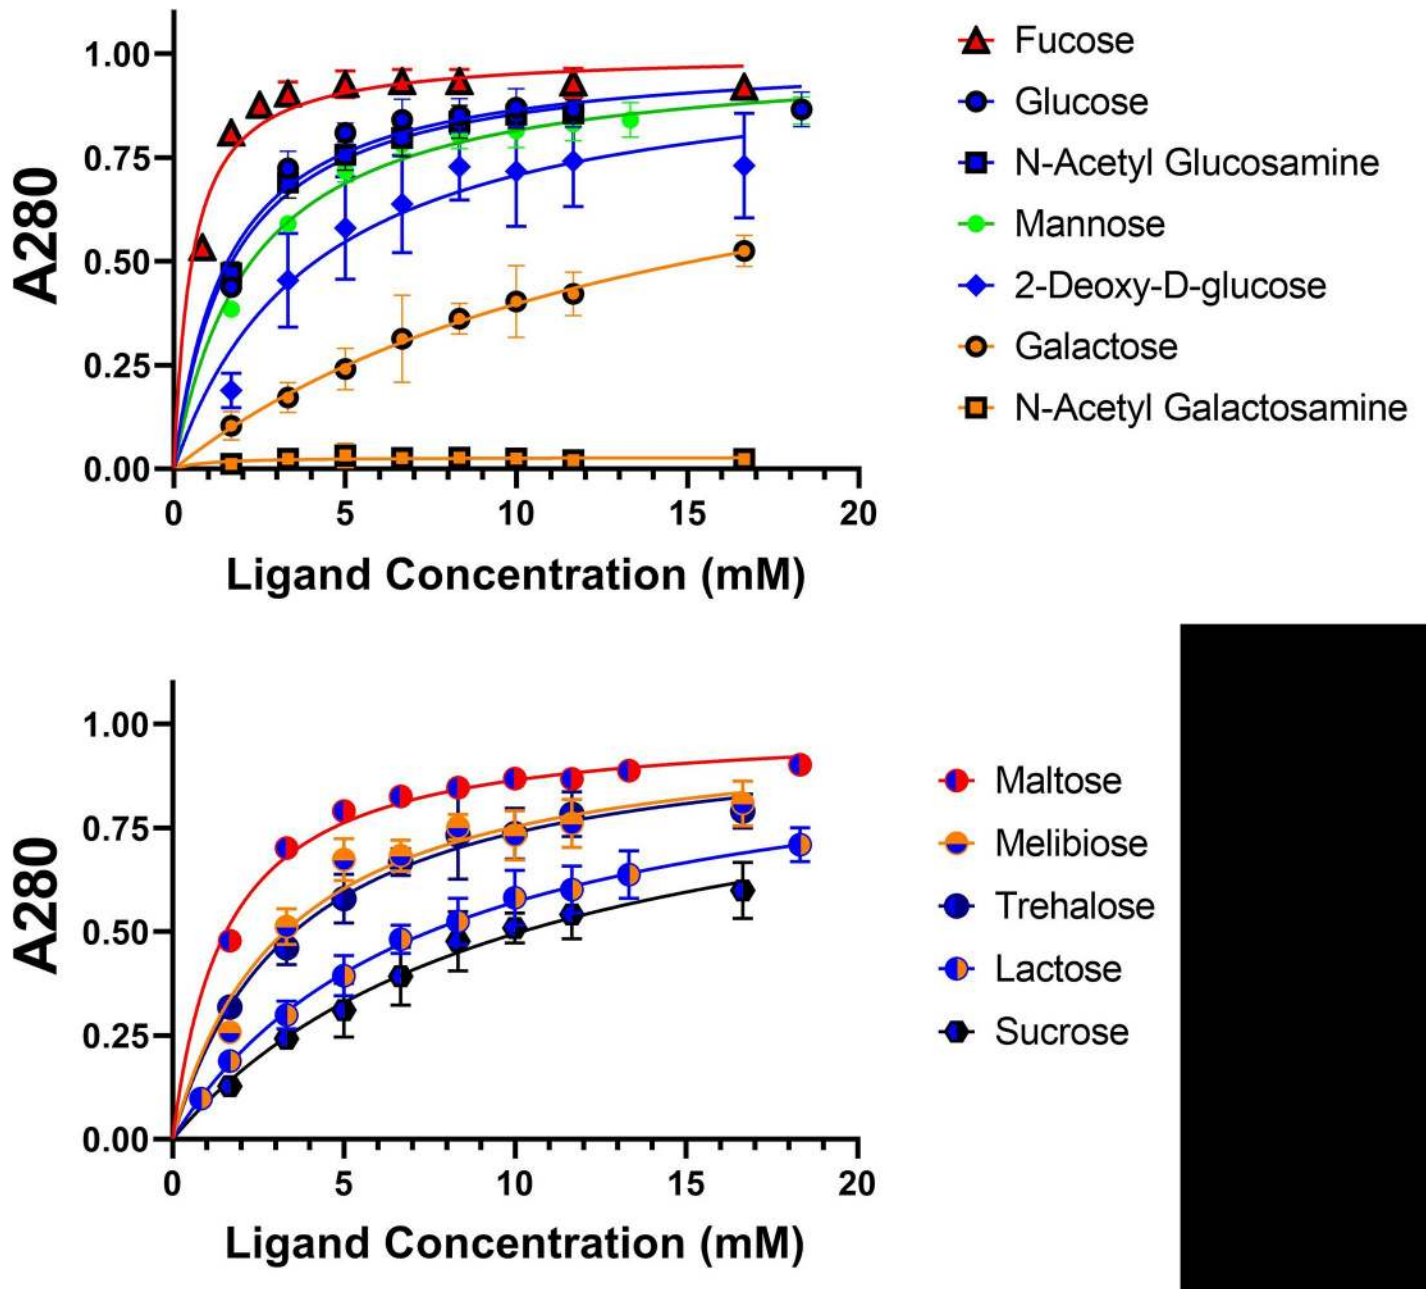 1.00
0.75
0.50
0.25
0.00
A280
0 5 10 15 20
Ligand Concentration (mM)
Fucose
Glucose
N-Acetyl Glucosamine
Mannose
2-Deoxy-D-glucose
Galactose
N-Acetyl Galactosamine
1.00
0.75
0.50
0.25
0.00
A280
0 5 10 15 20
Ligand Concentration (mM)
Maltose
Melibiose
Trehalose
Lactose
Sucrose